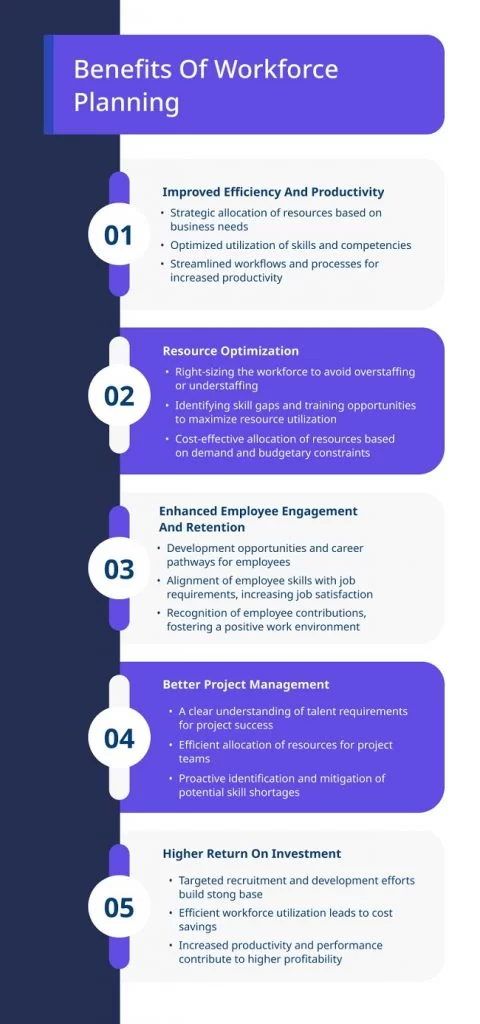 Benefits Of Workforce
Planning
01
Improved Efficiency And Productivity
• Strategic allocation of resources based on
business needs
• Optimized utilization of skills and competencies
• Streamlined workflows and processes for
increased productivity
02
Resource Optimization
• Right-sizing the workforce to avoid overstaffing
or understaffing
• Identifying skill gaps and training opportunities
to maximize resource utilization
• Cost-effective allocation of resources based
on demand and budgetary constraints
03
Enhanced Employee Engagement
And Retention
• Development opportunities and career
pathways for employees
• Alignment of employee skills with job
requirements, increasing job satisfaction
• Recognition of employee contributions,
fostering a positive work environment
04
Better Project Management
• A clear understanding of talent requirements
for project success
• Efficient allocation of resources for project
teams
• Proactive identification and mitigation of
potential skill shortages
05
Higher Return On Investment
• Targeted recruitment and development efforts
build stong base
• Efficient workforce utilization leads to cost
savings
• Increased productivity and performance
contribute to higher profitability